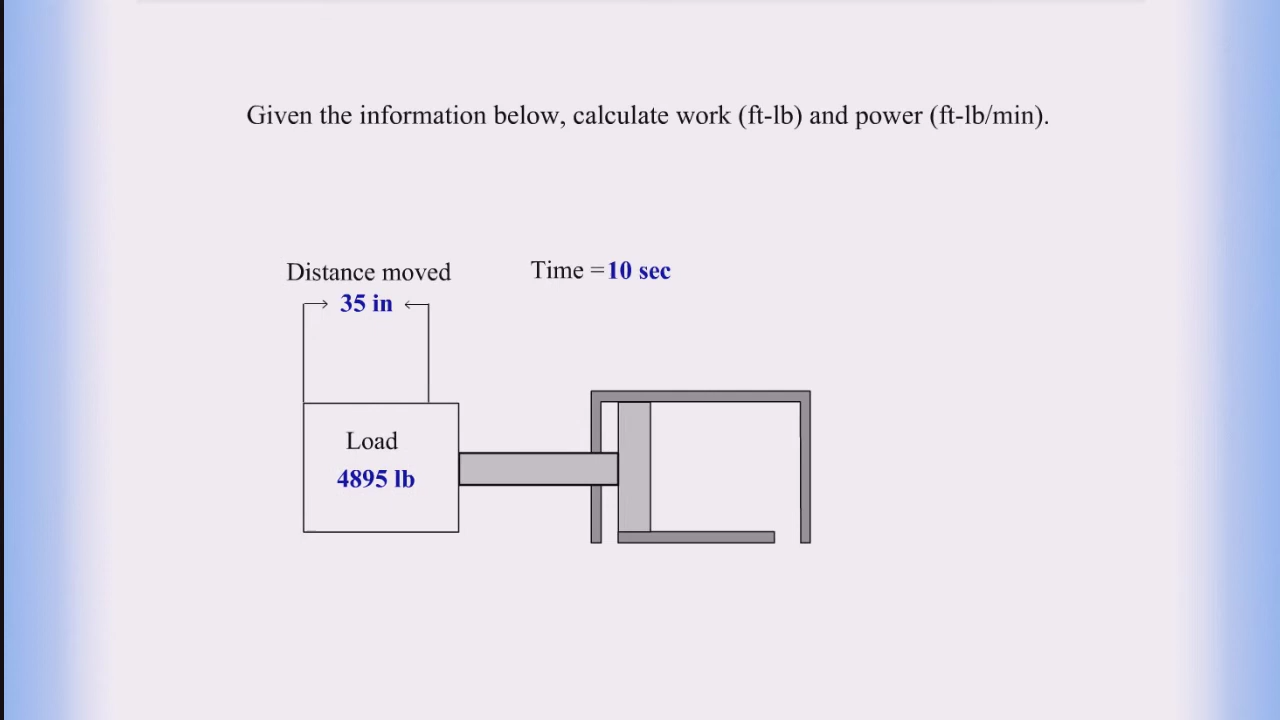 Given the information below, calculate work (ft-lb) and power (ft-lb/min).
Distance moved
Time =10 sec
35 in
Load
4895 lb